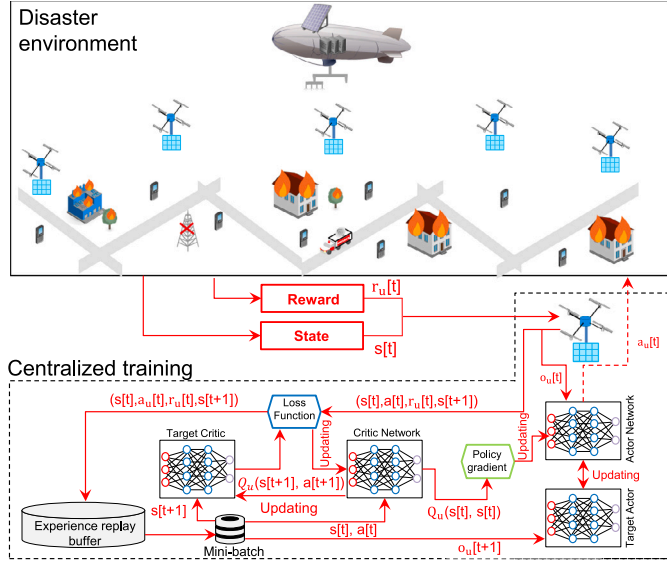 Disaster
environment
Reward
r_u[t]
State
s[t]
a_u[t]
Centralized training
o_u[t]
(s[t],a_u[t],r_u[t],s[t+1])
Loss
Function
(s[t],a[t],r_u[t],s[t+1])
Target Critic
Updating
Critic Network
Policy
gradient
Updating
Actor Network
Q_u(s[t+1], a[t+1])
Updating
Updating
s[t+1]
Q_u(s[t], s[t])
Experience replay
buffer
s[t], a[t]
Mini-batch
o_u[t+1]
Target Actor